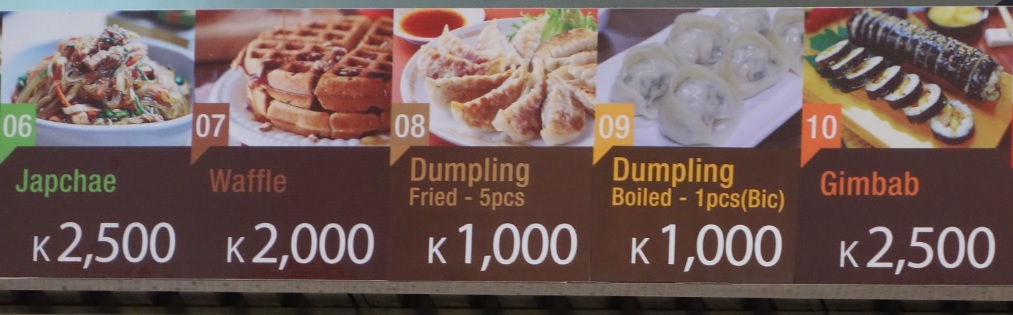 06
Japchae
K 2,500
07
Waffle
K 2,000
08
Dumpling
Fried - 5pcs
K 1,000
09
Dumpling
Boiled - 1pcs(Bic)
K 1,000
10
Gimbab
K 2,500